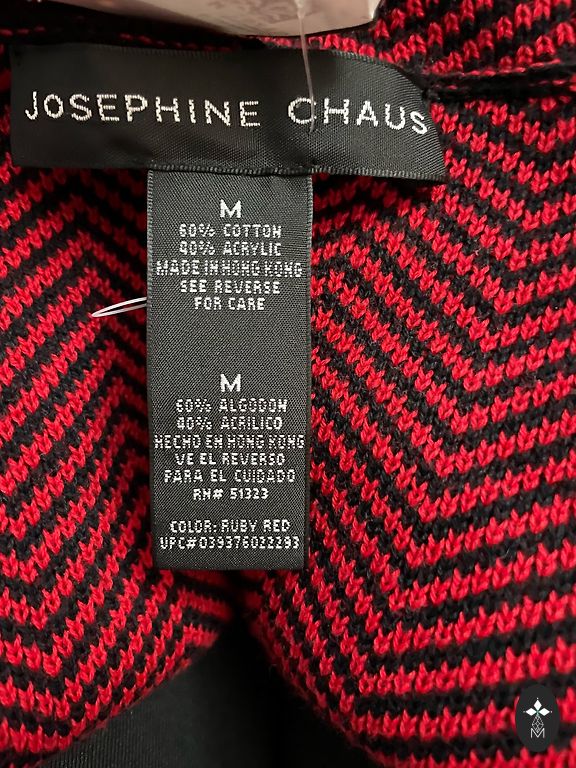 JOSEPHINE CHAUS
M
60% COTTON
40% ACRYLIC
MADE IN HONG KONG
SEE REVERSE
FOR CARE
M
60% ALGODON
40% ACRILICO
HECHO EN HONG KONG
VE EL REVERSO
PARA EL CUIDADO
RN# 51323
COLOR: RUBY RED
UPC#039376022293
M